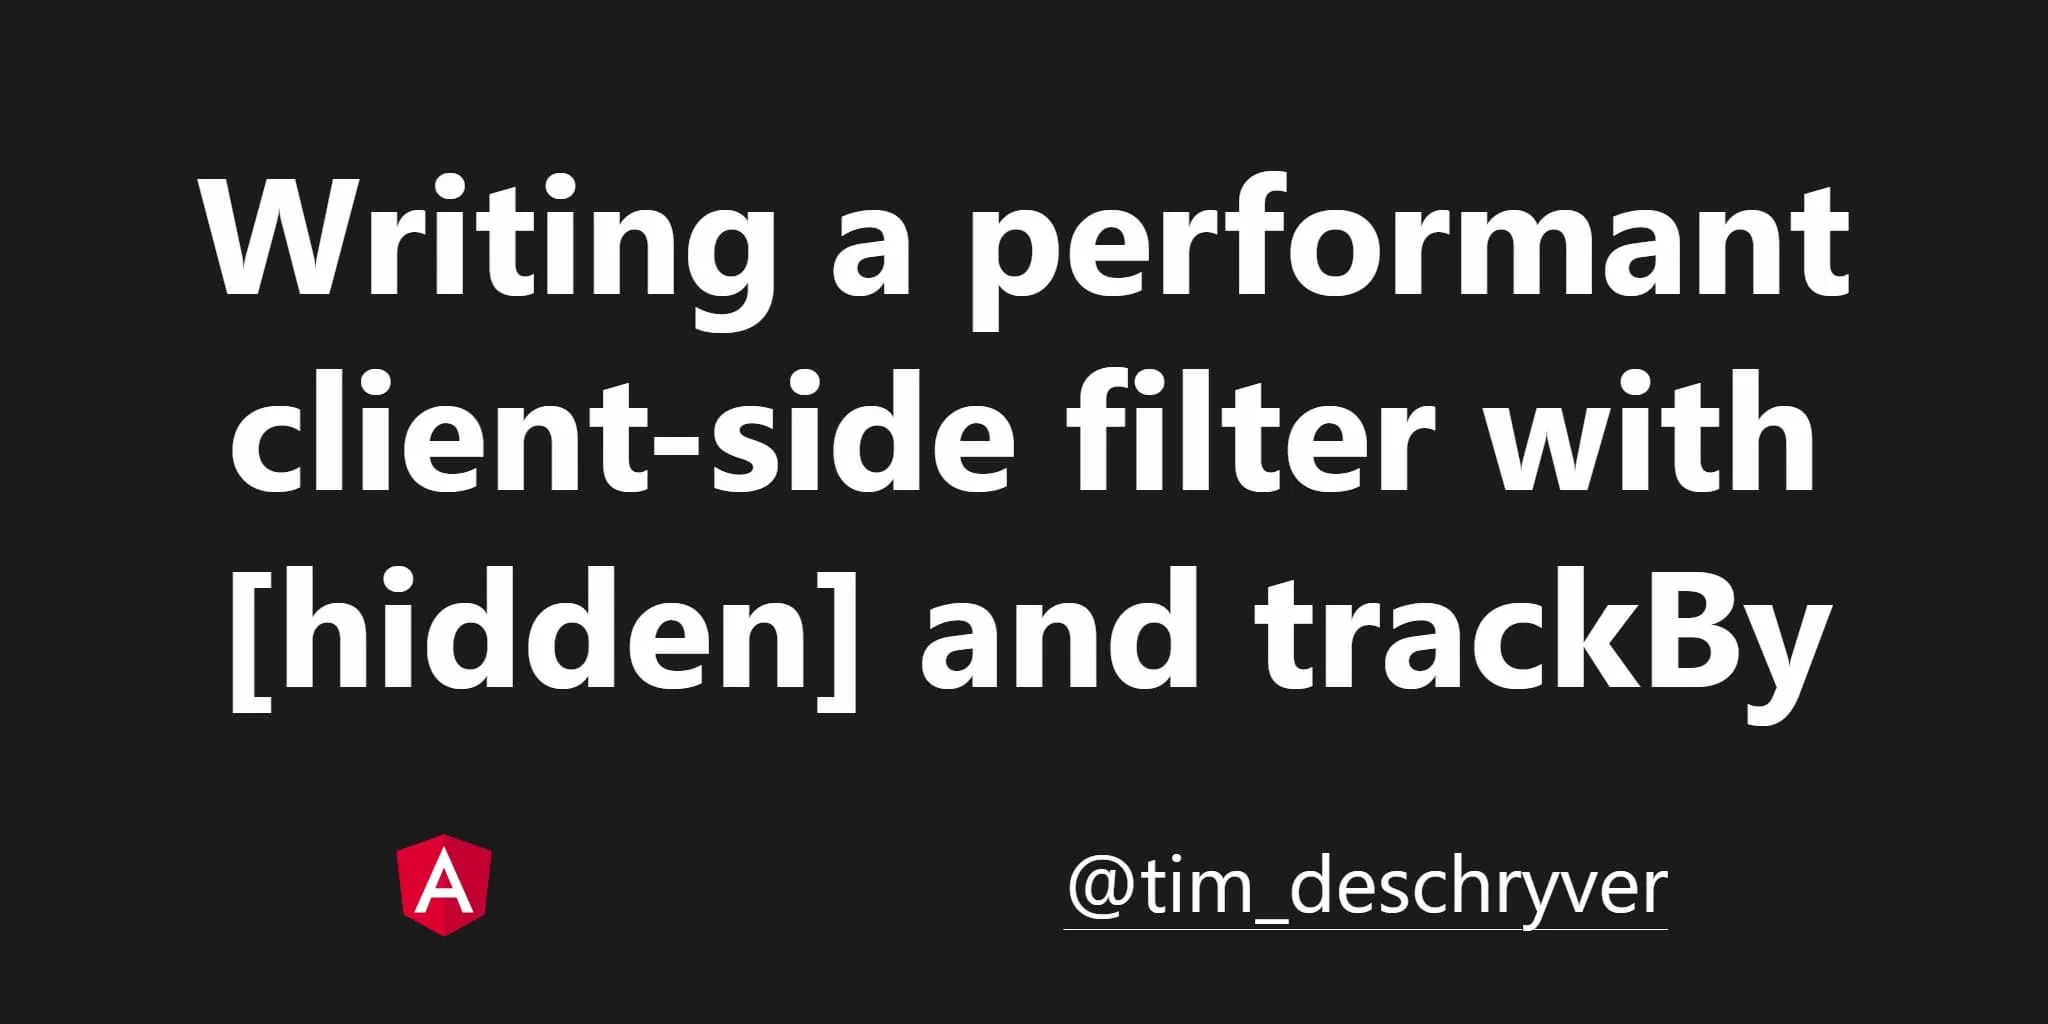 Writing a performant
client-side filter with
[hidden] and trackBy
A
@tim_deschryver